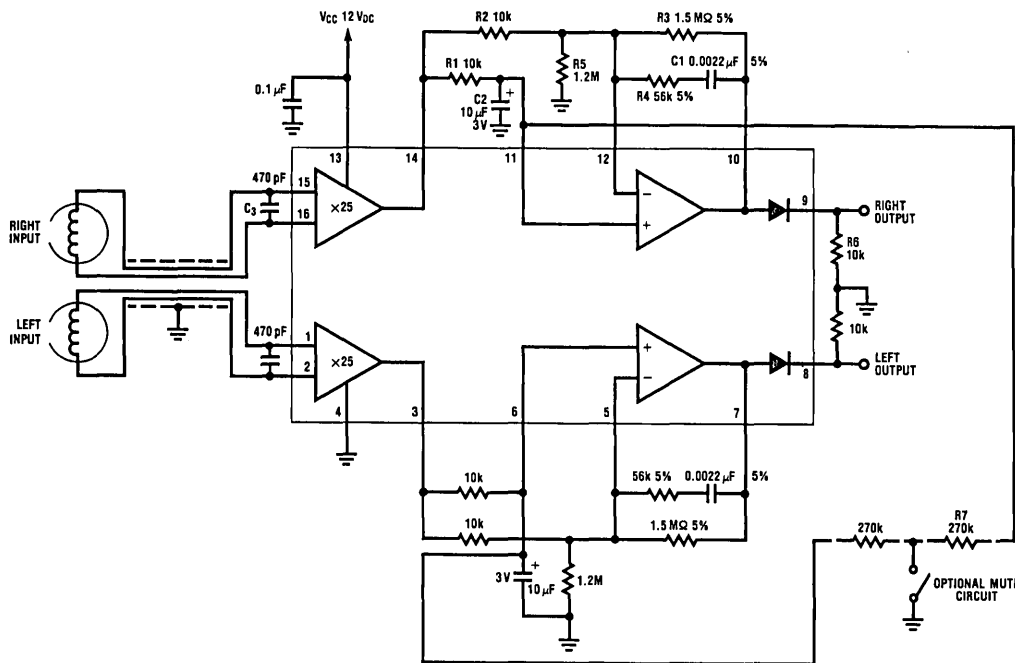 VCC 12 VDC
R2 10k
R3 1.5 MΩ 5%
R1 10k
R5
1.2M
C1 0.0022 µF 5%
R4 56k 5%
0.1 µF
C2
10 µF
3V
+
13
14
11
12
10
470 pF
15
C3
16
×25
−
+
9
RIGHT
INPUT
RIGHT
OUTPUT
R6
10k
LEFT
INPUT
470 pF
1
2
×25
+
−
10k
8
LEFT
OUTPUT
4
3
6
5
7
10k
56k 5%
0.0022 µF 5%
10k
1.5 MΩ 5%
3V
+
10 µF
1.2M
270k
R7
270k
OPTIONAL MUT
CIRCUIT